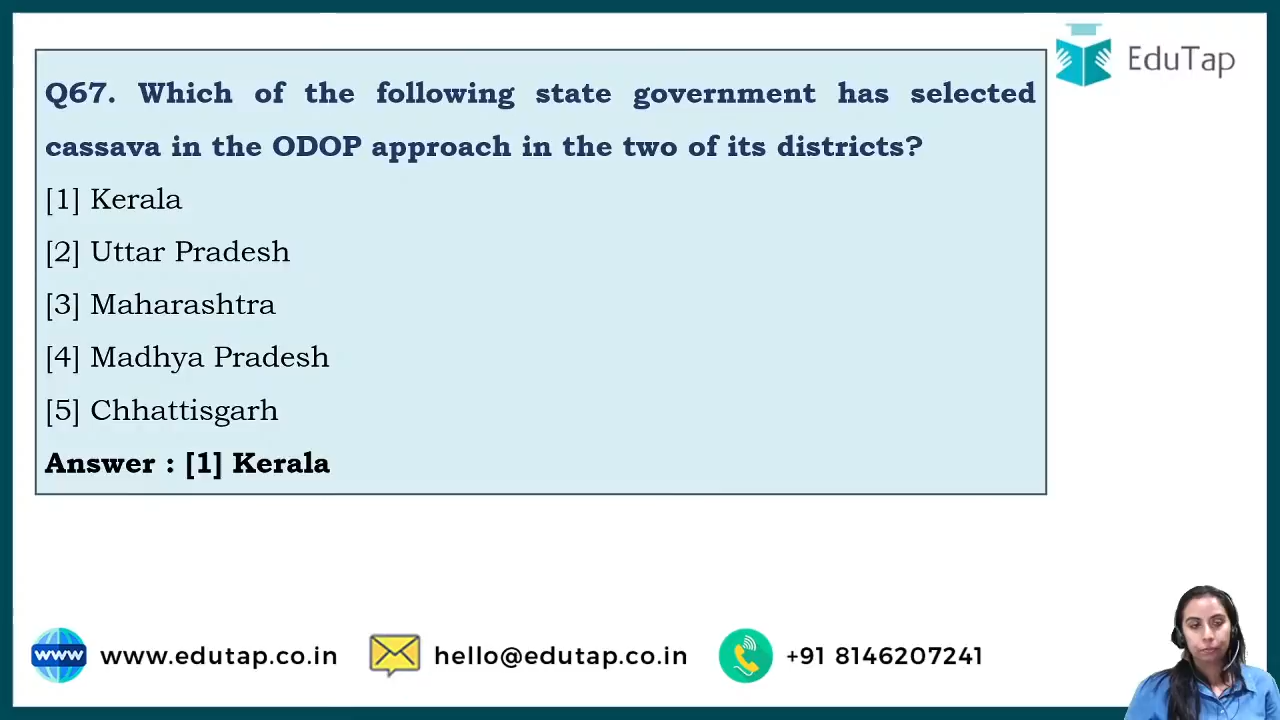 EduTap
Q67. Which of the following state government has selected
cassava in the ODOP approach in the two of its districts?
[1] Kerala
[2] Uttar Pradesh
[3] Maharashtra
[4] Madhya Pradesh
[5] Chhattisgarh
Answer : [1] Kerala
www www.edutap.co.in hello@edutap.co.in +91 8146207241